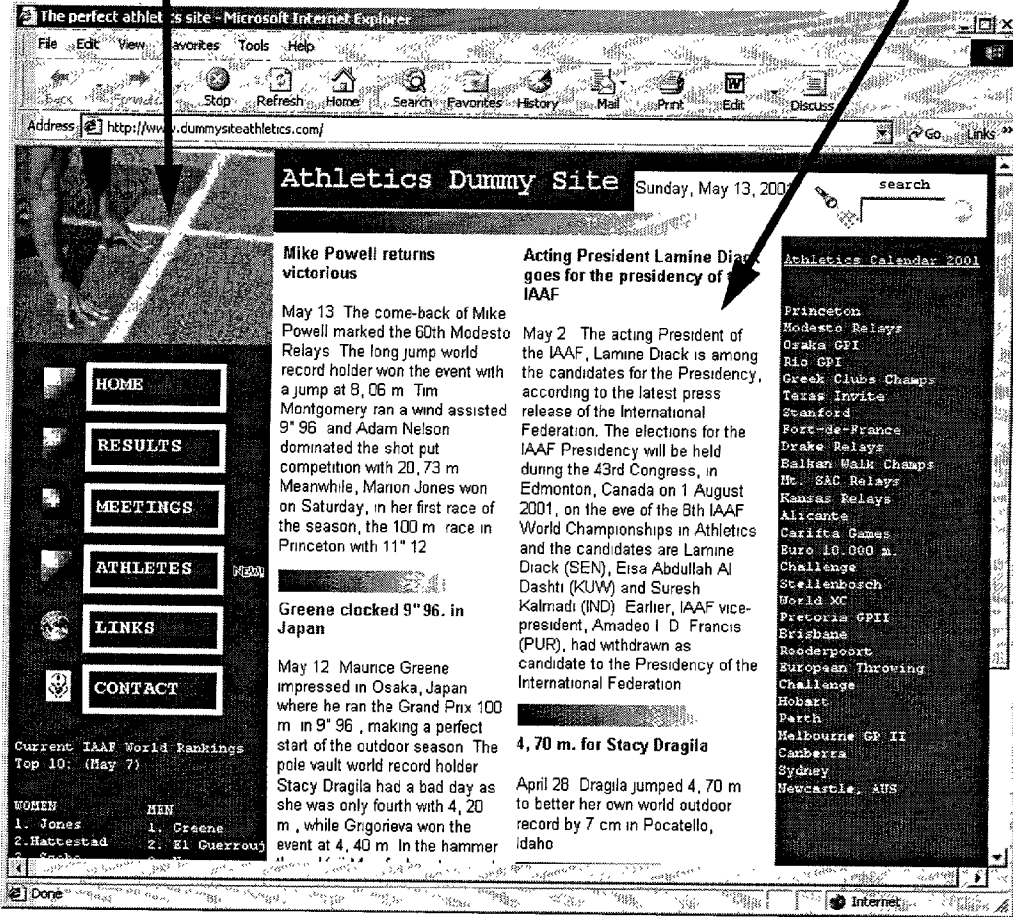 The perfect athletics site - Microsoft Internet Explorer
File Edit View Favorites Tools Help
Back Forward Stop Refresh Home Search Favorites History Mail Print Edit Discuss
Address http://www.dummysiteathletics.com/ Go Links »
Athletics Dummy Site
Sunday, May 13, 2001
search
HOME
RESULTS
MEETINGS
ATHLETES
NEW!
LINKS
CONTACT
Current IAAF World Rankings
Top 10: (May 7)
WOMEN
1. Jones
2.Hattestad
MEN
1. Greene
2. El Guerrouj
Mike Powell returns
victorious
May 13 The come-back of Mike
Powell marked the 60th Modesto
Relays The long jump world
record holder won the event with
a jump at 8, 06 m Tim
Montgomery ran a wind assisted
9" 96 and Adam Nelson
dominated the shot put
competition with 20, 73 m
Meanwhile, Marion Jones won
on Saturday, in her first race of
the season, the 100 m race in
Princeton with 11" 12
Greene clocked 9"96. in
Japan
May 12 Maurice Greene
impressed in Osaka, Japan
where he ran the Grand Prix 100
m in 9" 96 , making a perfect
start of the outdoor season The
pole vault world record holder
Stacy Dragila had a bad day as
she was only fourth with 4, 20
m , while Grigorieva won the
event at 4, 40 m In the hammer
Acting President Lamine Diack
goes for the presidency of the
IAAF
May 2 The acting President of
the IAAF, Lamine Diack is among
the candidates for the Presidency,
according to the latest press
release of the International
Federation. The elections for the
IAAF Presidency will be held
during the 43rd Congress, in
Edmonton, Canada on 1 August
2001, on the eve of the 8th IAAF
World Championships in Athletics
and the candidates are Lamine
Diack (SEN), Eisa Abdullah Al
Dashti (KUW) and Suresh
Kalmadi (IND) Earlier, IAAF vice-
president, Amadeo I D Francis
(PUR), had withdrawn as
candidate to the Presidency of the
International Federation
4, 70 m. for Stacy Dragila
April 28 Dragila jumped 4, 70 m
to better her own world outdoor
record by 7 cm in Pocatello,
Idaho
Athletics Calendar 2001
Princeton
Modesto Relays
Osaka GPI
Rio GPI
Greek Clubs Champs
Texas Invite
Stanford
Fort-de-France
Drake Relays
Balkan Walk Champs
Mt. SAC Relays
Kansas Relays
Alicante
Carifta Games
Euro 10.000 m.
Challenge
Stellenbosch
World XC
Pretoria GPII
Brisbane
Rooderpoort
European Throwing
Challenge
Hobart
Perth
Melbourne GP II
Canberra
Sydney
Newcastle, AUS
Done Internet